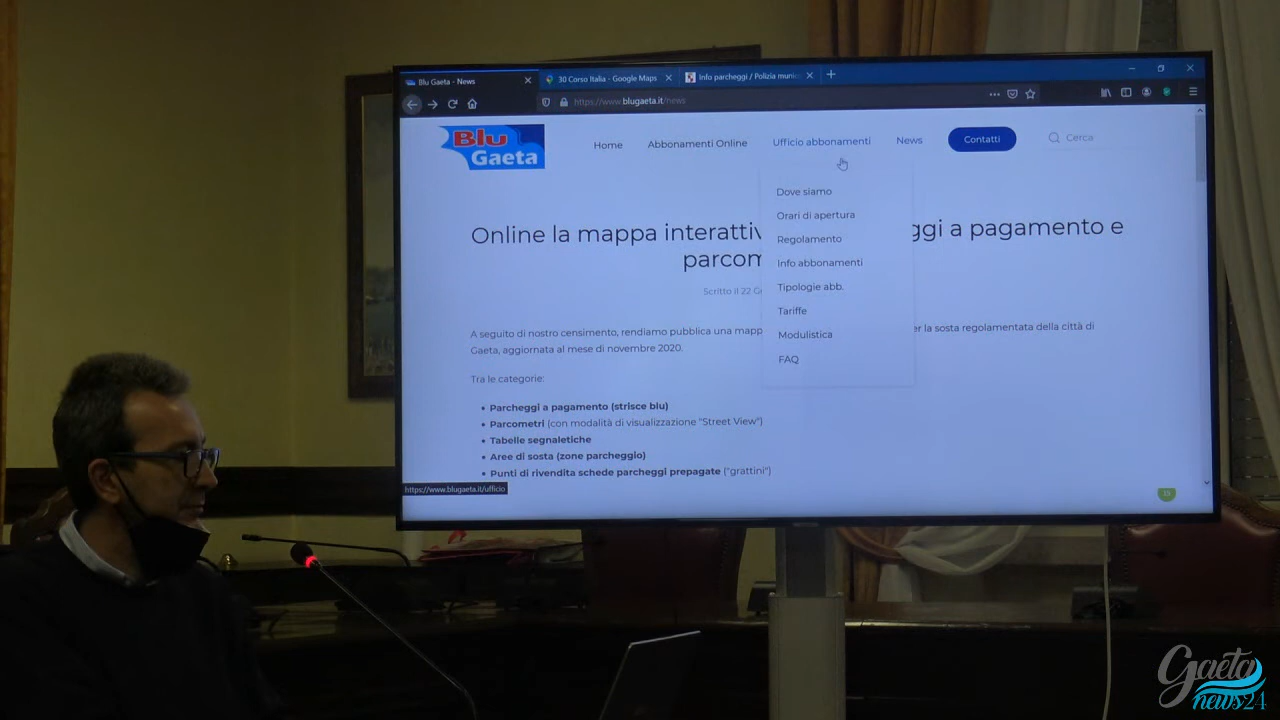 Blu Gaeta - News
30 Corso Italia - Google Maps
Info parcheggi / Polizia munic
https://www.blugaeta.it/news
Blu
Gaeta
Home
Abbonamenti Online
Ufficio abbonamenti
News
Contatti
Cerca
Dove siamo
Orari di apertura
Regolamento
Info abbonamenti
Tipologie abb.
Tariffe
Modulistica
FAQ
Online la mappa interattiv ggi a pagamento e
parcom
Scritto il 22 G
A seguito di nostro censimento, rendiamo pubblica una mapp er la sosta regolamentata della città di
Gaeta, aggiornata al mese di novembre 2020.
Tra le categorie:
• Parcheggi a pagamento (strisce blu)
• Parcometri (con modalità di visualizzazione "Street View")
• Tabelle segnaletiche
• Aree di sosta (zone parcheggio)
• Punti di rivendita schede parcheggi prepagate ("grattini")
https://www.blugaeta.it/ufficio
Gaeta
news24